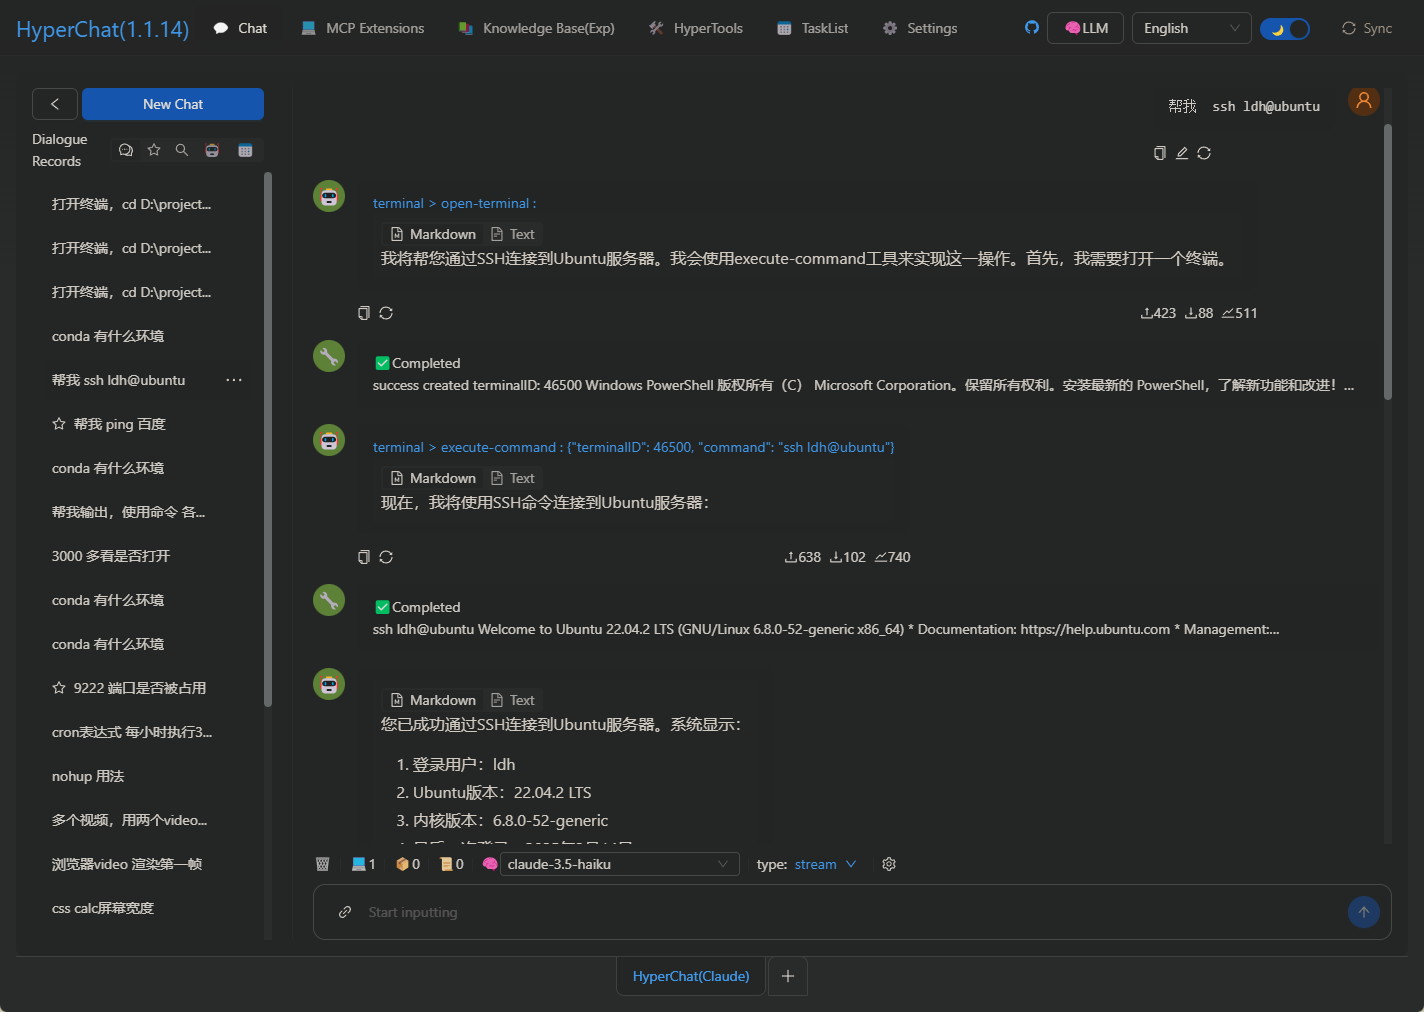 HyperChat(1.1.14)
Chat
MCP Extensions
Knowledge Base(Exp)
HyperTools
TaskList
Settings
LLM
English
Sync
New Chat
Dialogue Records
打开终端，cd D:\project...
打开终端，cd D:\project...
打开终端，cd D:\project...
conda 有什么环境
帮我 ssh ldh@ubuntu
帮我 ping 百度
conda 有什么环境
帮我输出，使用命令 各...
3000 多看是否打开
conda 有什么环境
conda 有什么环境
9222 端口是否被占用
cron表达式 每小时执行3...
nohup 用法
多个视频，用两个video...
浏览器video 渲染第一帧
css calc屏幕宽度
帮我 ssh ldh@ubuntu
terminal > open-terminal :
Markdown Text
我将帮您通过SSH连接到Ubuntu服务器。我会使用execute-command工具来实现这一操作。首先，我需要打开一个终端。
423 88 511
Completed
success created terminalID: 46500 Windows PowerShell 版权所有（C） Microsoft Corporation。保留所有权利。安装最新的 PowerShell，了解新功能和改进！...
terminal > execute-command : {"terminalID": 46500, "command": "ssh ldh@ubuntu"}
Markdown Text
现在，我将使用SSH命令连接到Ubuntu服务器：
638 102 740
Completed
ssh ldh@ubuntu Welcome to Ubuntu 22.04.2 LTS (GNU/Linux 6.8.0-52-generic x86_64) * Documentation: https://help.ubuntu.com * Management:...
Markdown Text
您已成功通过SSH连接到Ubuntu服务器。系统显示：
1. 登录用户：ldh
2. Ubuntu版本：22.04.2 LTS
3. 内核版本：6.8.0-52-generic
1 0 0 claude-3.5-haiku type: stream
Start inputting
HyperChat(Claude)